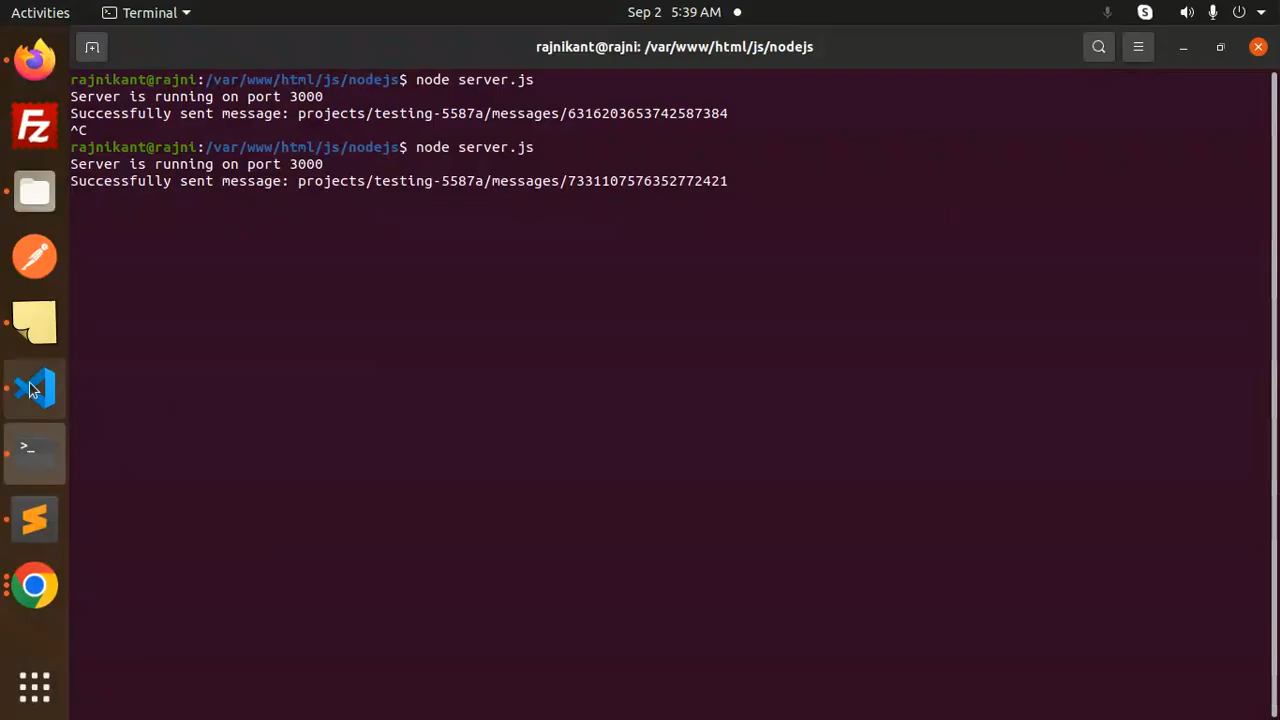 Activities
Terminal
Sep 2 5:39 AM
rajnikant@rajni: /var/www/html/js/nodejs
rajnikant@rajni:/var/www/html/js/nodejs$ node server.js
Server is running on port 3000
Successfully sent message: projects/testing-5587a/messages/6316203653742587384
^C
rajnikant@rajni:/var/www/html/js/nodejs$ node server.js
Server is running on port 3000
Successfully sent message: projects/testing-5587a/messages/7331107576352772421
Fz
>_